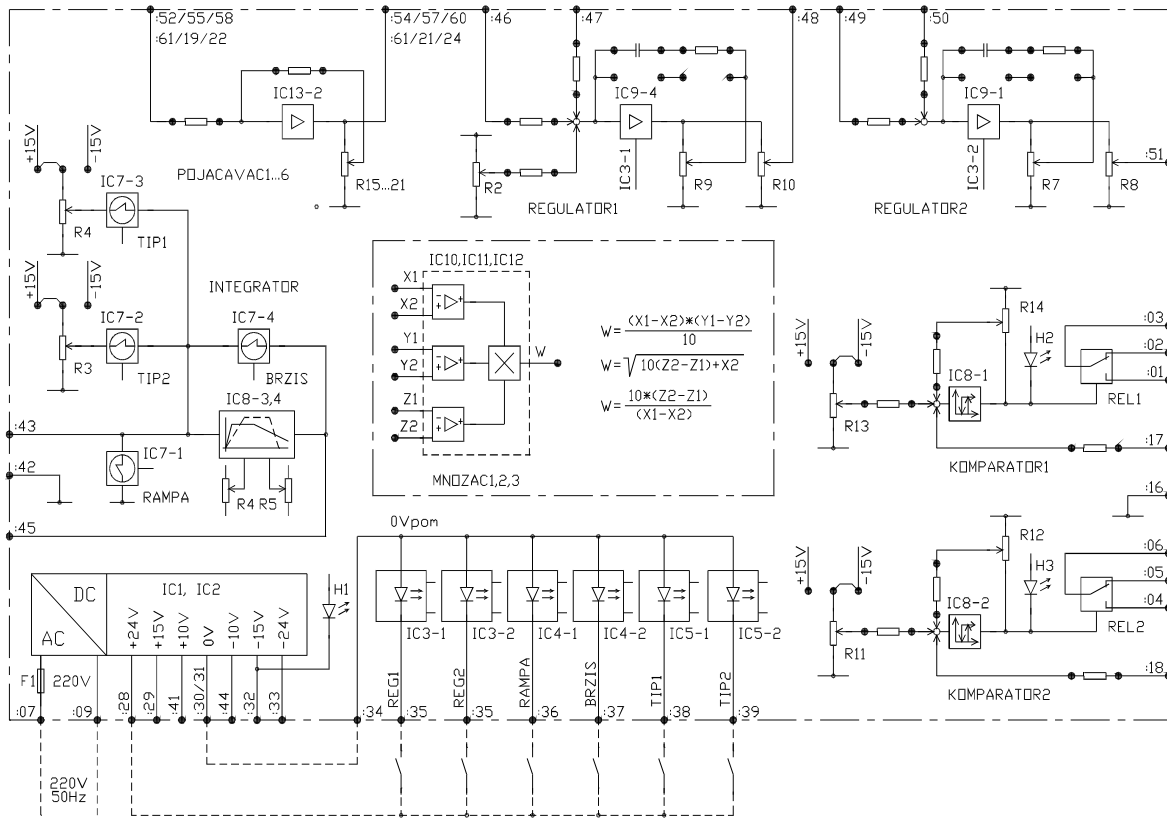 :52/55/58
:61/19/22
:54/57/60
:61/21/24
:46
:47
:48
:49
:50
IC13-2
IC9-4
IC9-1
+15V
-15V
IC7-3
POJACAVAC1...6
R15...21
R2
IC3-1
R9
R10
IC3-2
R7
R8
:51
REGULATOR1
REGULATOR2
R4
TIP1
+15V
-15V
INTEGRATOR
IC7-2
IC7-4
R3
TIP2
BRZIS
IC8-3,4
:43
IC7-1
:42
RAMPA
R4
R5
:45
IC10,IC11,IC12
X1
X2
Y1
Y2
Z1
Z2
W
W= (X1-X2)*(Y1-Y2)
10
W=√10(Z2-Z1)+X2
W= 10*(Z2-Z1)
(X1-X2)
MNOZAC1,2,3
R14
+15V
-15V
H2
:03
:02
:01
IC8-1
REL1
R13
:17
KOMPARATOR1
:16
R12
+15V
-15V
H3
:06
:05
:04
IC8-2
REL2
R11
:18
KOMPARATOR2
0Vpom
DC
AC
IC1, IC2
+24V
+15V
+10V
0V
-10V
-15V
-24V
H1
IC3-1
IC3-2
IC4-1
IC4-2
IC5-1
IC5-2
F1
220V
REG1
REG2
RAMPA
BRZIS
TIP1
TIP2
:07
:09
:28
:29
:41
:30/31
:44
:32
:33
:34
:35
:35
:36
:37
:38
:39
220V
50Hz